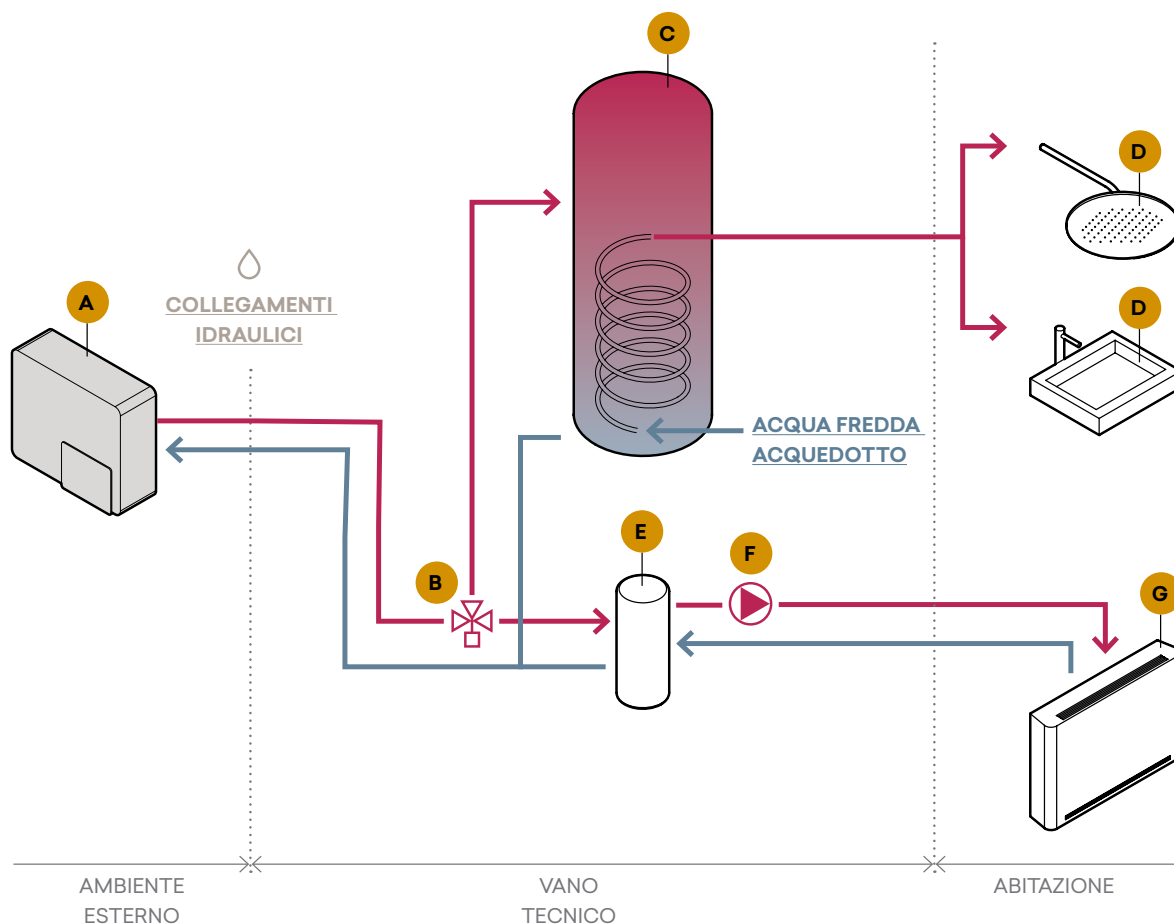 C
D
A
COLLEGAMENTI
IDRAULICI
D
ACQUA FREDDA
ACQUEDOTTO
E
F
B
G
AMBIENTE
ESTERNO
VANO
TECNICO
ABITAZIONE